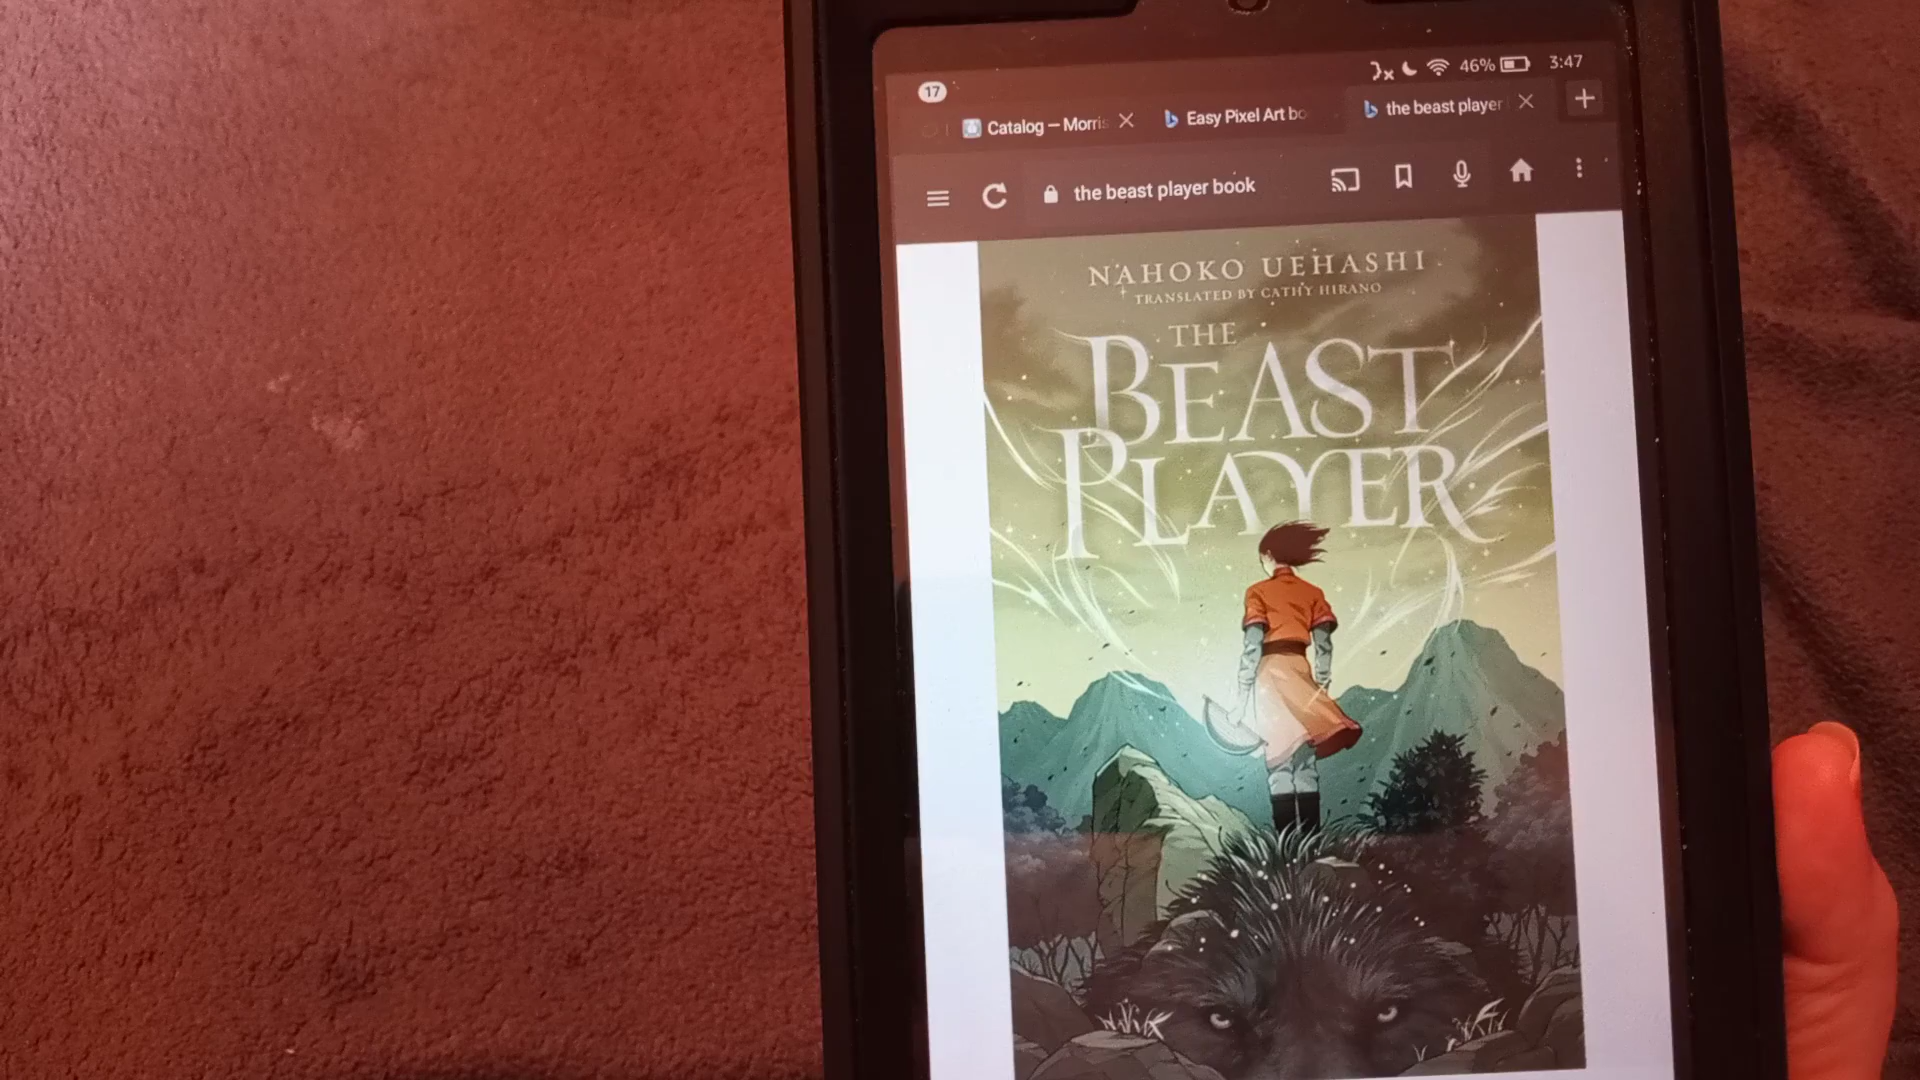 46% 3:47
17
Catalog — Morris
Easy Pixel Art bo
the beast player
the beast player book
NAHOKO UEHASHI
TRANSLATED BY CATHY HIRANO
THE
BEAST
PLAYER